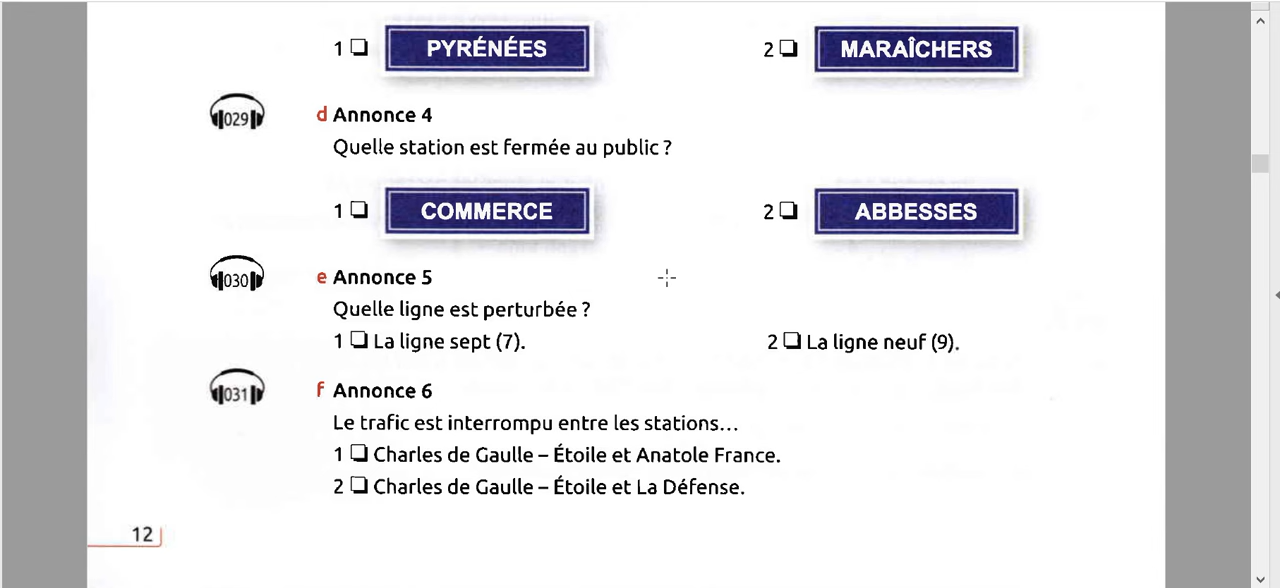 1 ❑ PYRÉNÉES 2 ❑ MARAÎCHERS
029 d Annonce 4
Quelle station est fermée au public ?
1 ❑ COMMERCE 2 ❑ ABBESSES
030 e Annonce 5
Quelle ligne est perturbée ?
1 ❑ La ligne sept (7). 2 ❑ La ligne neuf (9).
031 f Annonce 6
Le trafic est interrompu entre les stations…
1 ❑ Charles de Gaulle – Étoile et Anatole France.
2 ❑ Charles de Gaulle – Étoile et La Défense.
12